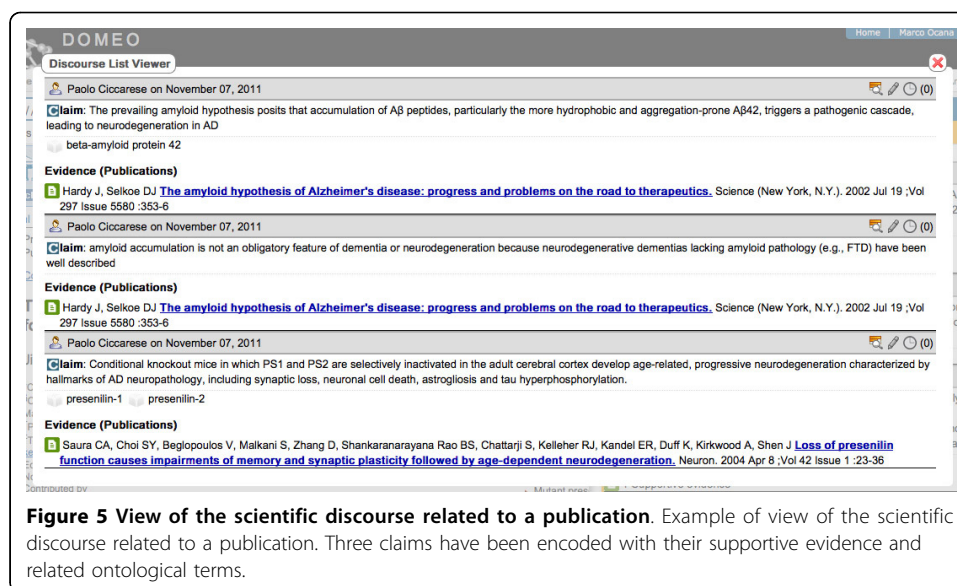 DOMEO
Home | Marco Ocana
Discourse List Viewer
Paolo Ciccarese on November 07, 2011 (0)
Claim: The prevailing amyloid hypothesis posits that accumulation of Aβ peptides, particularly the more hydrophobic and aggregation-prone Aβ42, triggers a pathogenic cascade,
leading to neurodegeneration in AD
beta-amyloid protein 42
Evidence (Publications)
Hardy J, Selkoe DJ The amyloid hypothesis of Alzheimer's disease: progress and problems on the road to therapeutics. Science (New York, N.Y.). 2002 Jul 19 ;Vol
297 Issue 5580 :353-6
Paolo Ciccarese on November 07, 2011 (0)
Claim: amyloid accumulation is not an obligatory feature of dementia or neurodegeneration because neurodegenerative dementias lacking amyloid pathology (e.g., FTD) have been
well described
Evidence (Publications)
Hardy J, Selkoe DJ The amyloid hypothesis of Alzheimer's disease: progress and problems on the road to therapeutics. Science (New York, N.Y.). 2002 Jul 19 ;Vol
297 Issue 5580 :353-6
Paolo Ciccarese on November 07, 2011 (0)
Claim: Conditional knockout mice in which PS1 and PS2 are selectively inactivated in the adult cerebral cortex develop age-related, progressive neurodegeneration characterized by
hallmarks of AD neuropathology, including synaptic loss, neuronal cell death, astrogliosis and tau hyperphosphorylation.
presenilin-1 presenilin-2
Evidence (Publications)
Saura CA, Choi SY, Beglopoulos V, Malkani S, Zhang D, Shankaranarayana Rao BS, Chattarji S, Kelleher RJ, Kandel ER, Duff K, Kirkwood A, Shen J Loss of presenilin
function causes impairments of memory and synaptic plasticity followed by age-dependent neurodegeneration. Neuron. 2004 Apr 8 ;Vol 42 Issue 1 :23-36
Contributed by
Figure 5 View of the scientific discourse related to a publication. Example of view of the scientific
discourse related to a publication. Three claims have been encoded with their supportive evidence and
related ontological terms.